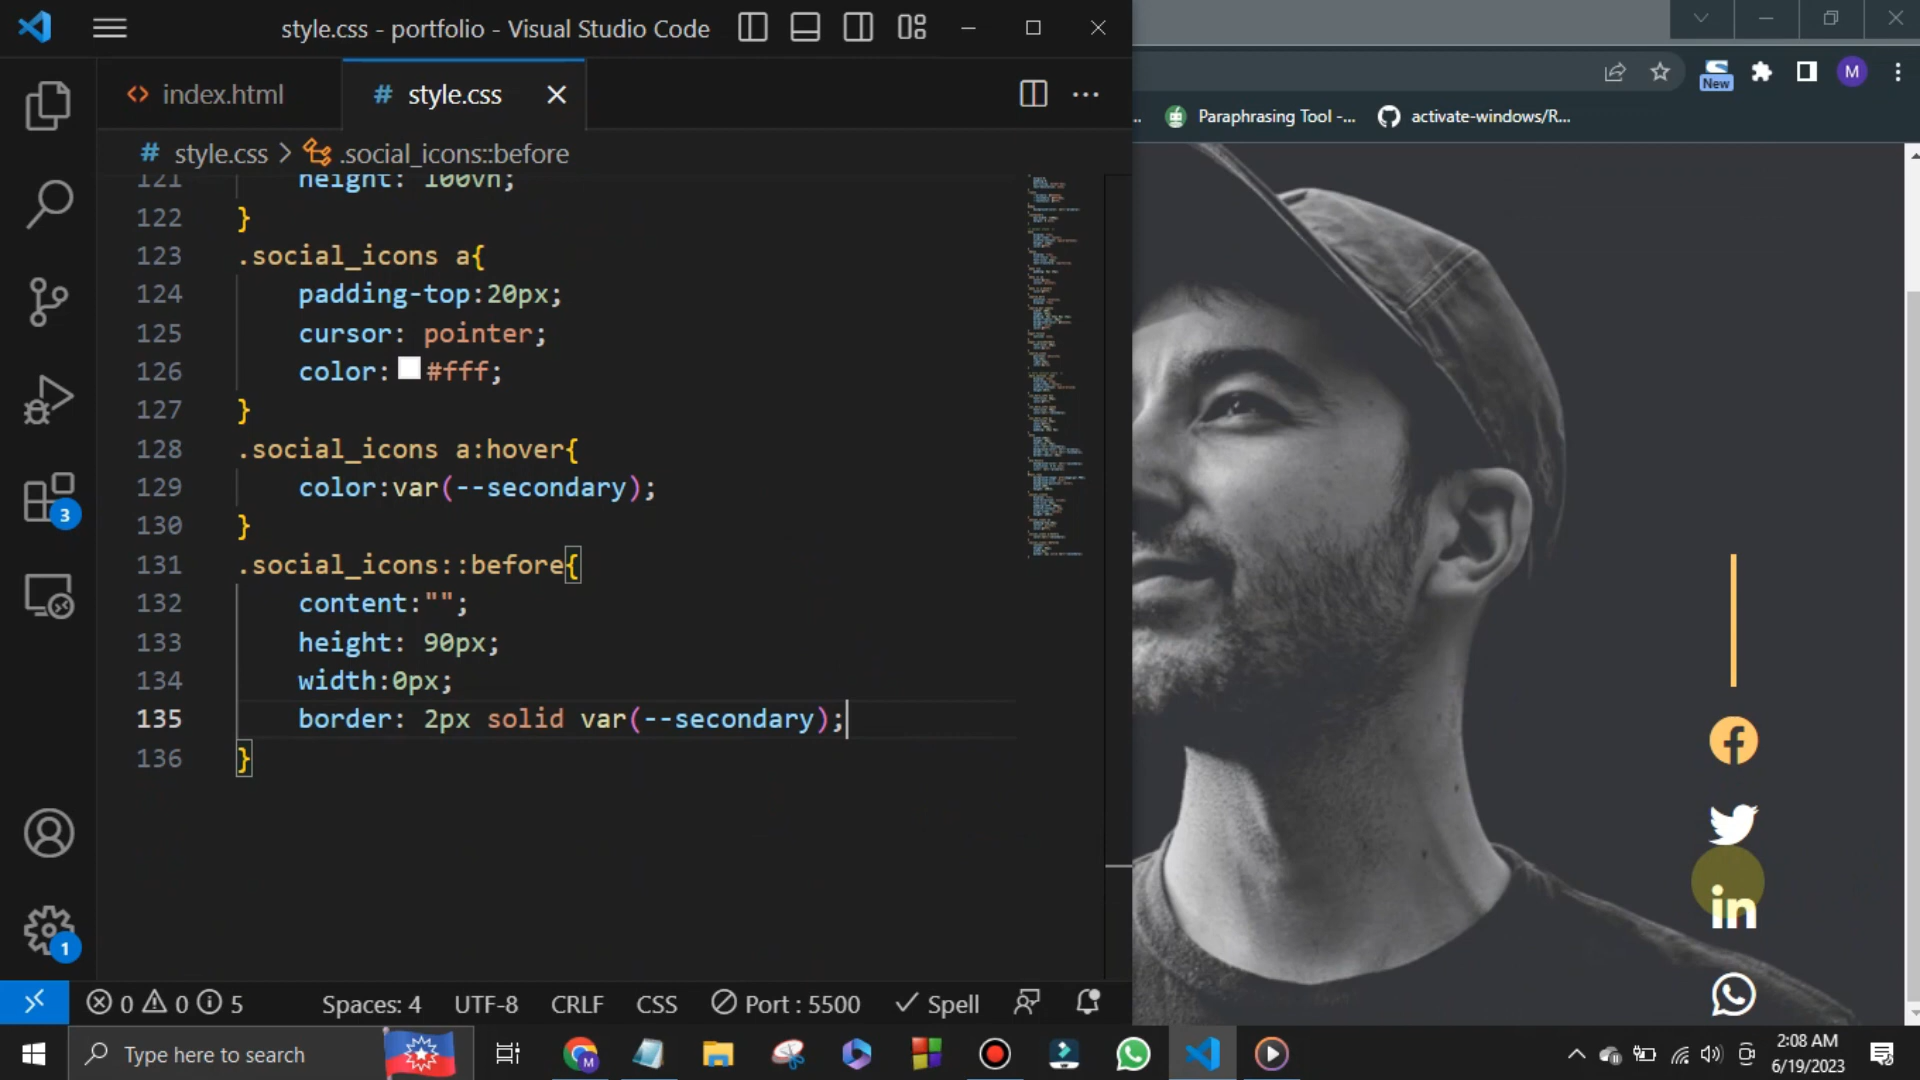 style.css - portfolio - Visual Studio Code
index.html
# style.css
# style.css > .social_icons::before
121 height: 100vh;
122 }
123 .social_icons a{
124 padding-top:20px;
125 cursor: pointer;
126 color: #fff;
127 }
128 .social_icons a:hover{
129 color:var(--secondary);
130 }
131 .social_icons::before{
132 content:"";
133 height: 90px;
134 width:0px;
135 border: 2px solid var(--secondary);
136 }
3
1
0 0 5 Spaces: 4 UTF-8 CRLF CSS Port : 5500 Spell
New
M
... Paraphrasing Tool -... activate-windows/R...
in
Type here to search
M
2:08 AM
6/19/2023